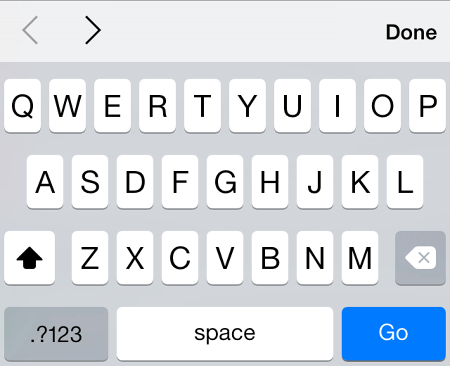 Done
Q W E R T Y U I O P
A S D F G H J K L
Z X C V B N M
.?123 space Go